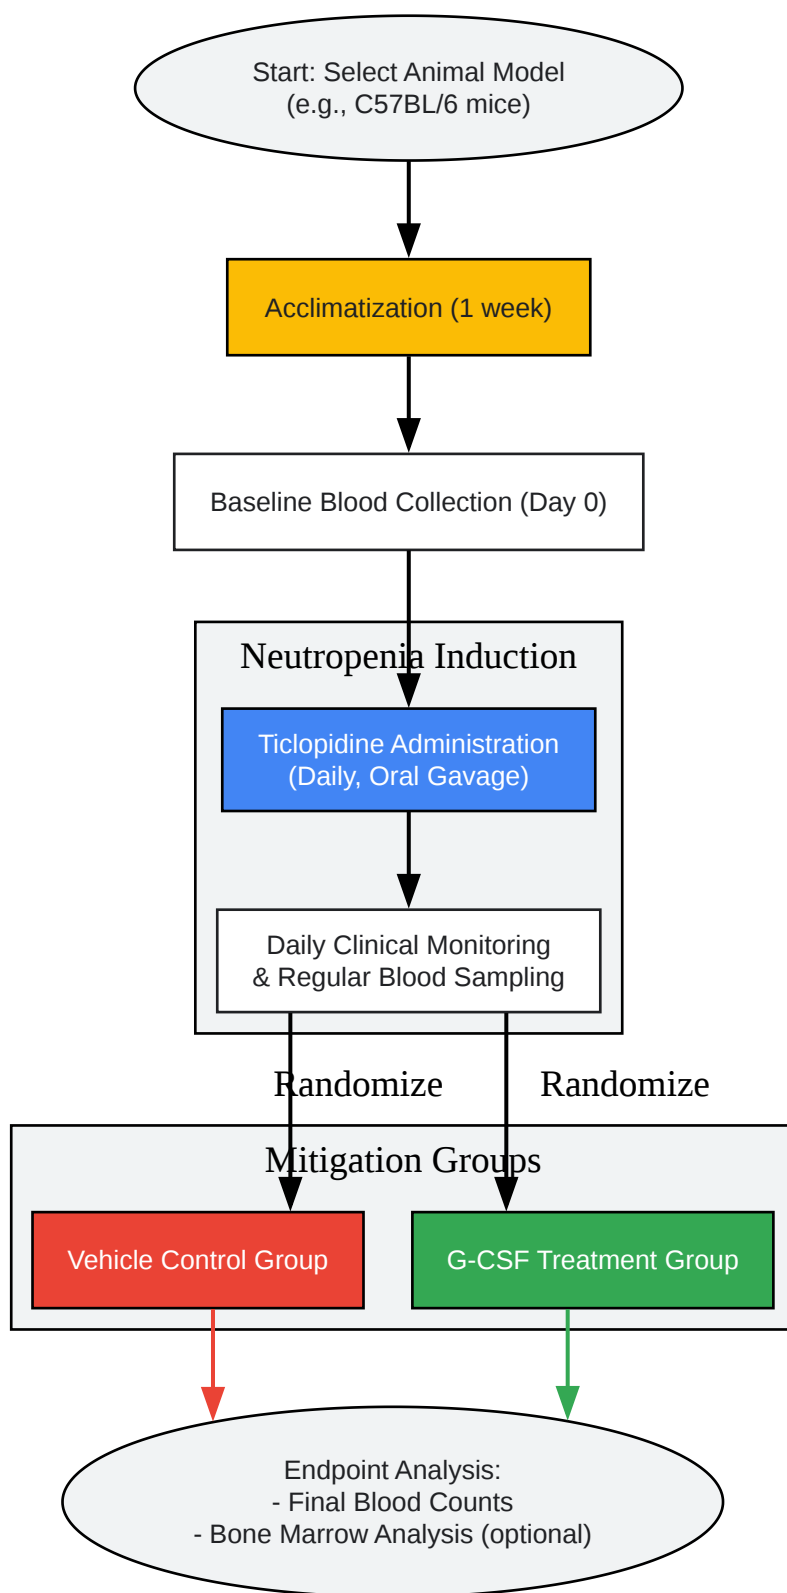 Start: Select Animal Model
(e.g., C57BL/6 mice)
Acclimatization (1 week)
Baseline Blood Collection (Day 0)
Neutropenia Induction
Ticlopidine Administration
(Daily, Oral Gavage)
Daily Clinical Monitoring
& Regular Blood Sampling
Randomize
Randomize
Mitigation Groups
Vehicle Control Group
G-CSF Treatment Group
Endpoint Analysis:
- Final Blood Counts
- Bone Marrow Analysis (optional)